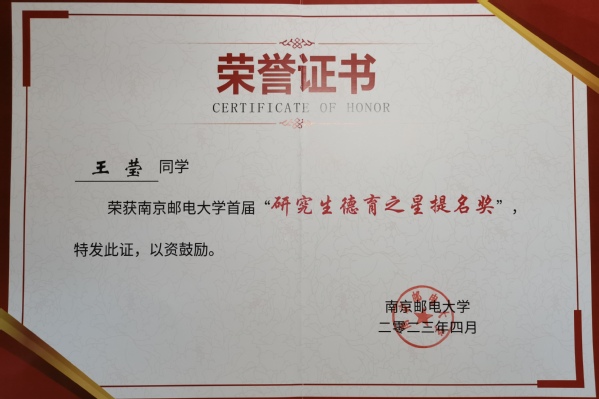 荣誉证书
CERTIFICATE OF HONOR
王莹同学
荣获南京邮电大学首届“研究生德育之星提名奖”，
特发此证，以资鼓励。
南京邮电大学
二〇二三年四月